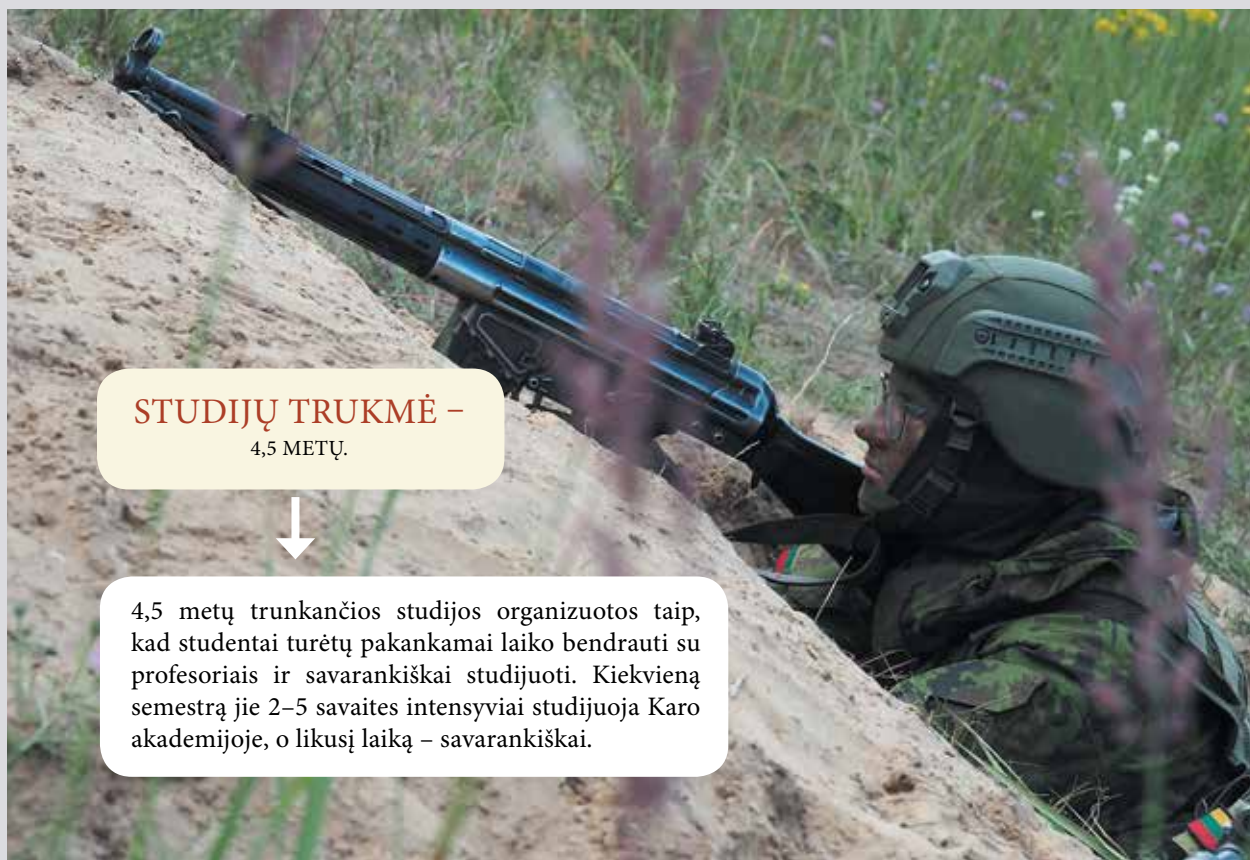 STUDIJŲ TRUKMĖ –
4,5 METŲ.
4,5 metų trunkančios studijos organizuotos taip,
kad studentai turėtų pakankamai laiko bendrauti su
profesoriais ir savarankiškai studijuoti. Kiekvieną
semestrą jie 2–5 savaites intensyviai studijuoja Karo
akademijoje, o likusį laiką – savarankiškai.